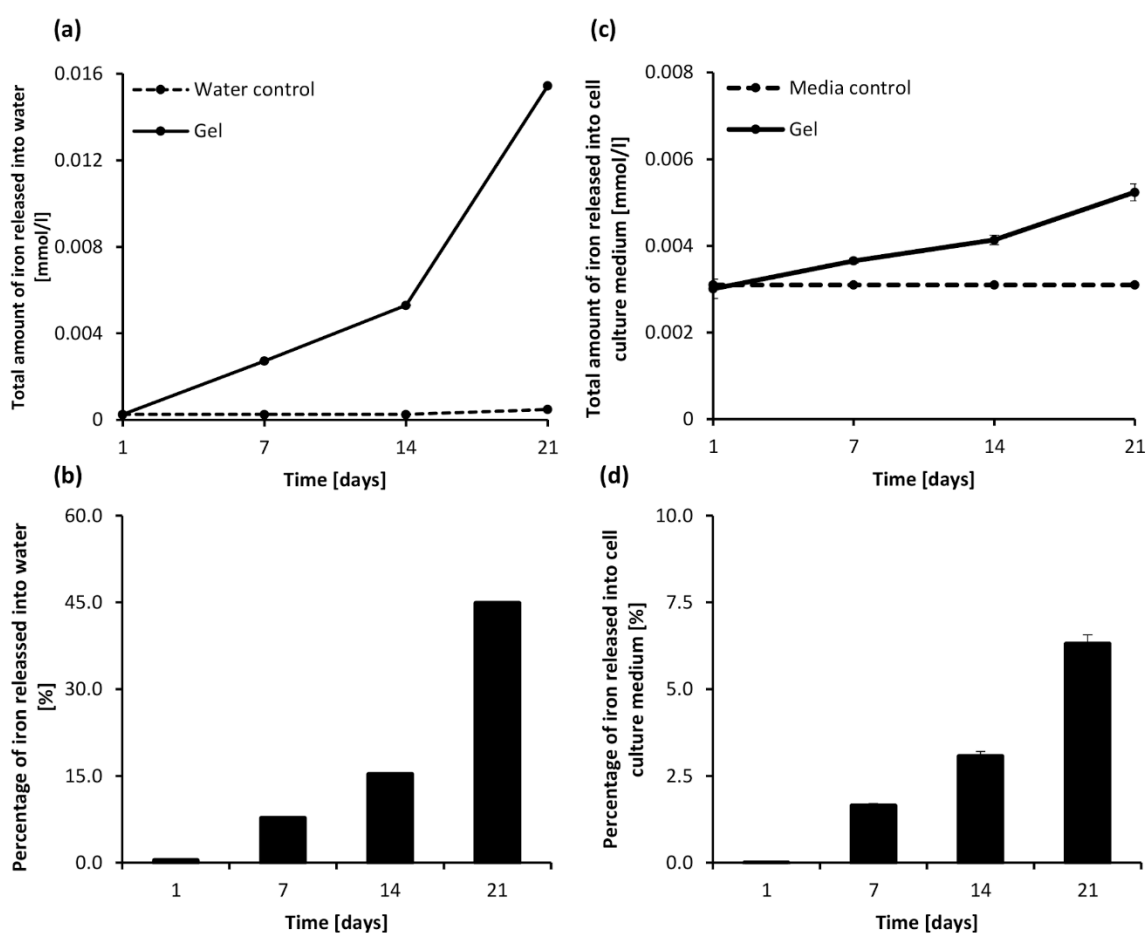 (a)
Total amount of iron released into water
[mmol/l]
0.016
0.012
0.008
0.004
0
Water control
Gel
1 7 14 21
Time [days]
(c)
Total amount of iron released into cell
culture medium [mmol/l]
0.008
0.006
0.004
0.002
0
Media control
Gel
1 7 14 21
Time [days]
(b)
Percentage of iron releassed into water
[%]
60.0
45.0
30.0
15.0
0.0
1 7 14 21
Time [days]
(d)
Percentage of iron released into cell
culture medium [%]
10.0
7.5
5.0
2.5
0.0
1 7 14 21
Time [days]